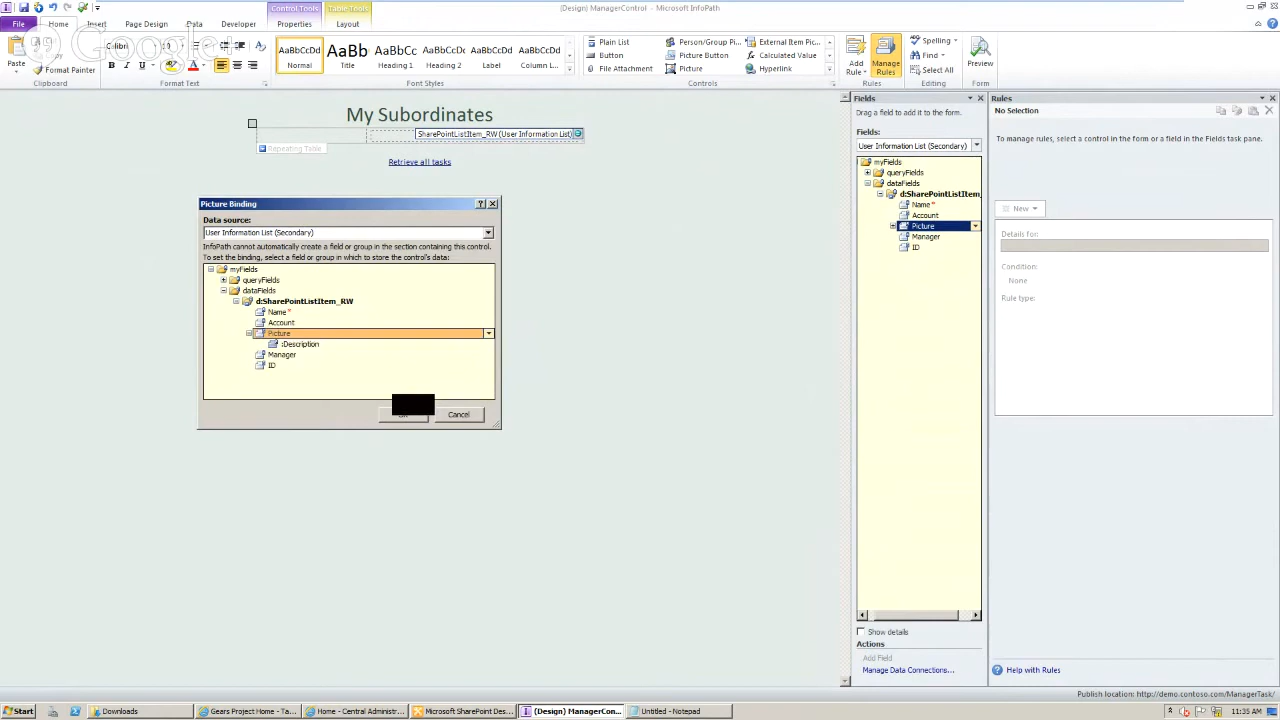 (Design) ManagerControl - Microsoft InfoPath
Control Tools
Table Tools
File
Home
Insert
Page Design
Data
Developer
Properties
Layout
Google
Paste
Calibri
Format Painter
Clipboard
Format Text
AaBbCcDd
Normal
AaBb
Title
AaBbCc
Heading 1
AaBbCcDc
Heading 2
AaBbCcDd
Label
AaBbCcDd
Column Lab...
Font Styles
Plain List
Button
File Attachment
Person/Group Pi...
Picture Button
Picture
External Item Pic...
Calculated Value
Hyperlink
Controls
Add
Rule
Manage
Rules
Rules
Spelling
Find
Select All
Editing
Preview
Form
My Subordinates
SharePointListItem_RW (User Information List)
Repeating Table
Retrieve all tasks
Picture Binding
Data source:
User Information List (Secondary)
InfoPath cannot automatically create a field or group in the section containing this control.
To set the binding, select a field or group in which to store the control's data:
myFields
queryFields
dataFields
d:SharePointListItem_RW
Name *
Account
Picture
:Description
Manager
ID
Cancel
Fields
Drag a field to add it to the form.
Fields:
User Information List (Secondary)
myFields
queryFields
dataFields
d:SharePointListItem_
Name *
Account
Picture
Manager
ID
Show details
Actions
Add Field
Manage Data Connections...
Rules
No Selection
To manage rules, select a control in the form or a field in the Fields task pane.
New
Details for:
Condition:
None
Rule type:
Help with Rules
Publish location: http://demo.contoso.com/ManagerTask/
Start
Downloads
Gears Project Home - Ta...
Home - Central Administr...
Microsoft SharePoint Des...
(Design) ManagerCon...
Untitled - Notepad
11:35 AM